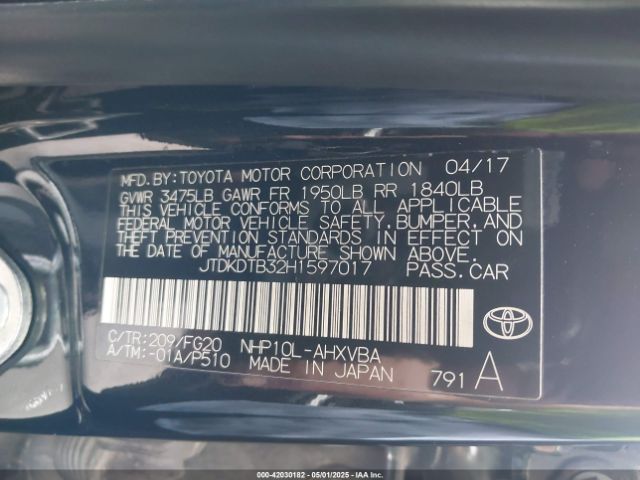 MFD.BY:TOYOTA MOTOR CORPORATION 04/17
GVWR 3475LB GAWR FR 1950LB RR 1840LB
THIS VEHICLE CONFORMS TO ALL APPLICABLE
FEDERAL MOTOR VEHICLE SAFETY, BUMPER, AND
THEFT PREVENTION STANDARDS IN EFFECT ON
THE DATE OF MANUFACTURE SHOWN ABOVE.
JTDKDTB32H1597017 PASS.CAR
C/TR:209/FG20 NHP10L-AHXVBA
A/TM:-01A/P510 MADE IN JAPAN 791 A
000-42030182 | 05/01/2025 | IAAI.COM